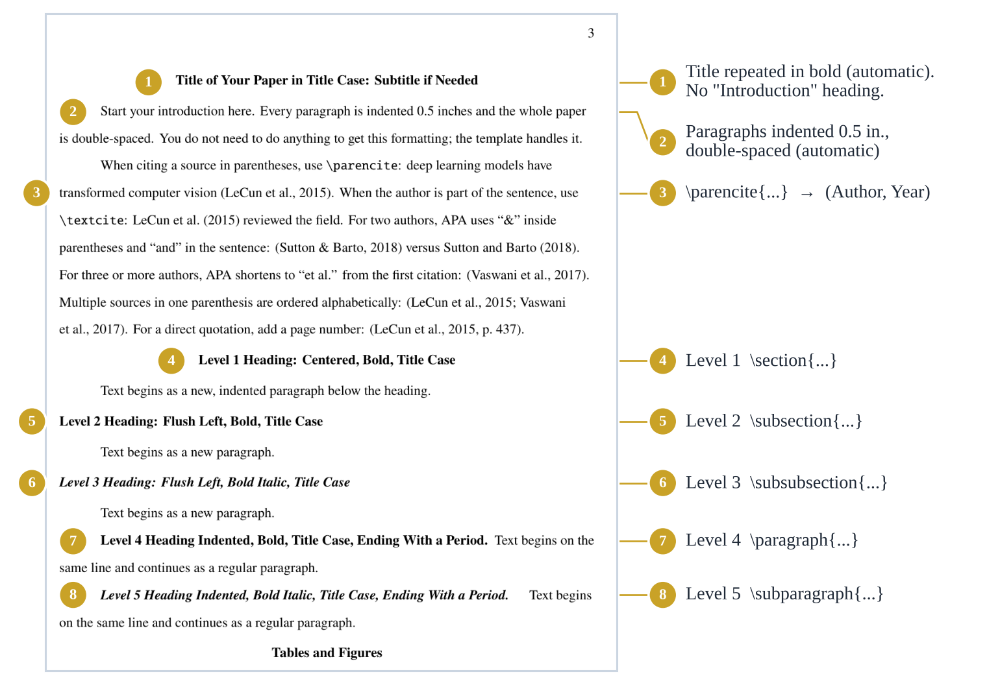 3
1 Title of Your Paper in Title Case: Subtitle if Needed
2 Start your introduction here. Every paragraph is indented 0.5 inches and the whole paper
is double-spaced. You do not need to do anything to get this formatting; the template handles it.
When citing a source in parentheses, use \parencite: deep learning models have
3 transformed computer vision (LeCun et al., 2015). When the author is part of the sentence, use
\textcite: LeCun et al. (2015) reviewed the field. For two authors, APA uses “&” inside
parentheses and “and” in the sentence: (Sutton & Barto, 2018) versus Sutton and Barto (2018).
For three or more authors, APA shortens to “et al.” from the first citation: (Vaswani et al., 2017).
Multiple sources in one parenthesis are ordered alphabetically: (LeCun et al., 2015; Vaswani
et al., 2017). For a direct quotation, add a page number: (LeCun et al., 2015, p. 437).
4 Level 1 Heading: Centered, Bold, Title Case
Text begins as a new, indented paragraph below the heading.
5 Level 2 Heading: Flush Left, Bold, Title Case
Text begins as a new paragraph.
6 Level 3 Heading: Flush Left, Bold Italic, Title Case
Text begins as a new paragraph.
7 Level 4 Heading Indented, Bold, Title Case, Ending With a Period. Text begins on the
same line and continues as a regular paragraph.
8 Level 5 Heading Indented, Bold Italic, Title Case, Ending With a Period. Text begins
on the same line and continues as a regular paragraph.
Tables and Figures
1 Title repeated in bold (automatic).
No "Introduction" heading.
2 Paragraphs indented 0.5 in.,
double-spaced (automatic)
3 \parencite{...} → (Author, Year)
4 Level 1 \section{...}
5 Level 2 \subsection{...}
6 Level 3 \subsubsection{...}
7 Level 4 \paragraph{...}
8 Level 5 \subparagraph{...}